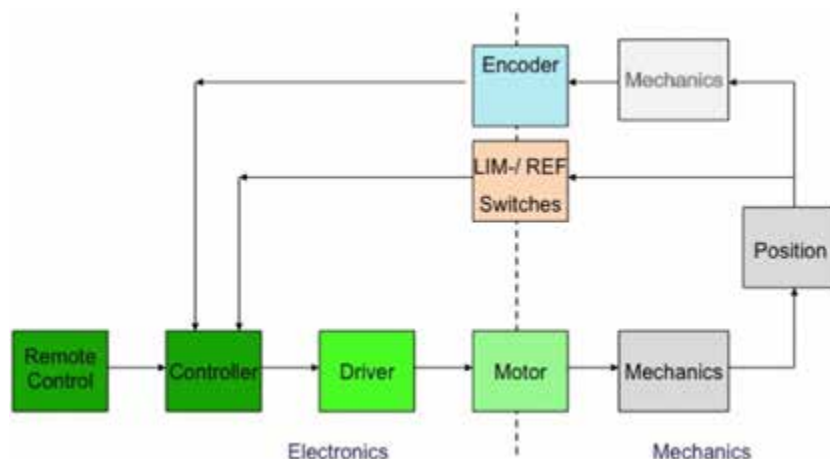 Encoder
Mechanics
LIM-/ REF
Switches
Position
Remote
Control
Controller
Driver
Motor
Mechanics
Electronics
Mechanics